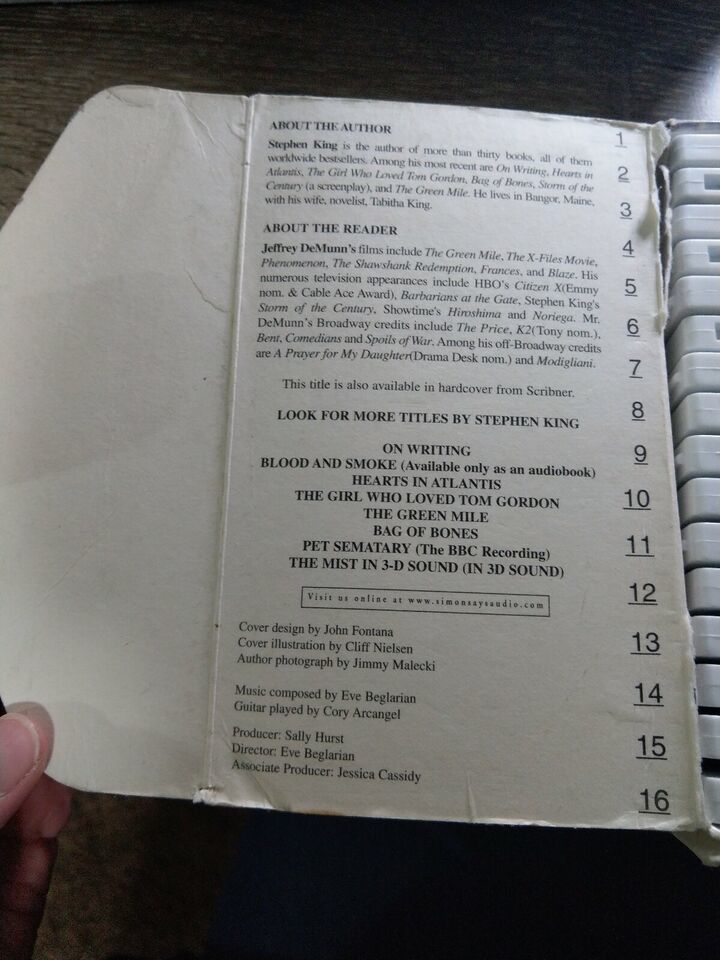 ABOUT THE AUTHOR
Stephen King is the author of more than thirty books, all of them
worldwide bestsellers. Among his most recent are On Writing, Hearts in
Atlantis, The Girl Who Loved Tom Gordon, Bag of Bones, Storm of the
Century (a screenplay), and The Green Mile. He lives in Bangor, Maine,
with his wife, novelist, Tabitha King.
ABOUT THE READER
Jeffrey DeMunn's films include The Green Mile, The X-Files Movie,
Phenomenon, The Shawshank Redemption, Frances, and Blaze. His
numerous television appearances include HBO's Citizen X(Emmy
nom. & Cable Ace Award), Barbarians at the Gate, Stephen King's
Storm of the Century, Showtime's Hiroshima and Noriega. Mr.
DeMunn's Broadway credits include The Price, K2(Tony nom.),
Bent, Comedians and Spoils of War. Among his off-Broadway credits
are A Prayer for My Daughter(Drama Desk nom.) and Modigliani.
This title is also available in hardcover from Scribner.
LOOK FOR MORE TITLES BY STEPHEN KING
ON WRITING
BLOOD AND SMOKE (Available only as an audiobook)
HEARTS IN ATLANTIS
THE GIRL WHO LOVED TOM GORDON
THE GREEN MILE
BAG OF BONES
PET SEMATARY (The BBC Recording)
THE MIST IN 3-D SOUND (IN 3D SOUND)
Visit us online at www.simonsaysaudio.com
Cover design by John Fontana
Cover illustration by Cliff Nielsen
Author photograph by Jimmy Malecki
Music composed by Eve Beglarian
Guitar played by Cory Arcangel
Producer: Sally Hurst
Director: Eve Beglarian
Associate Producer: Jessica Cassidy
1
2
3
4
5
6
7
8
9
10
11
12
13
14
15
16